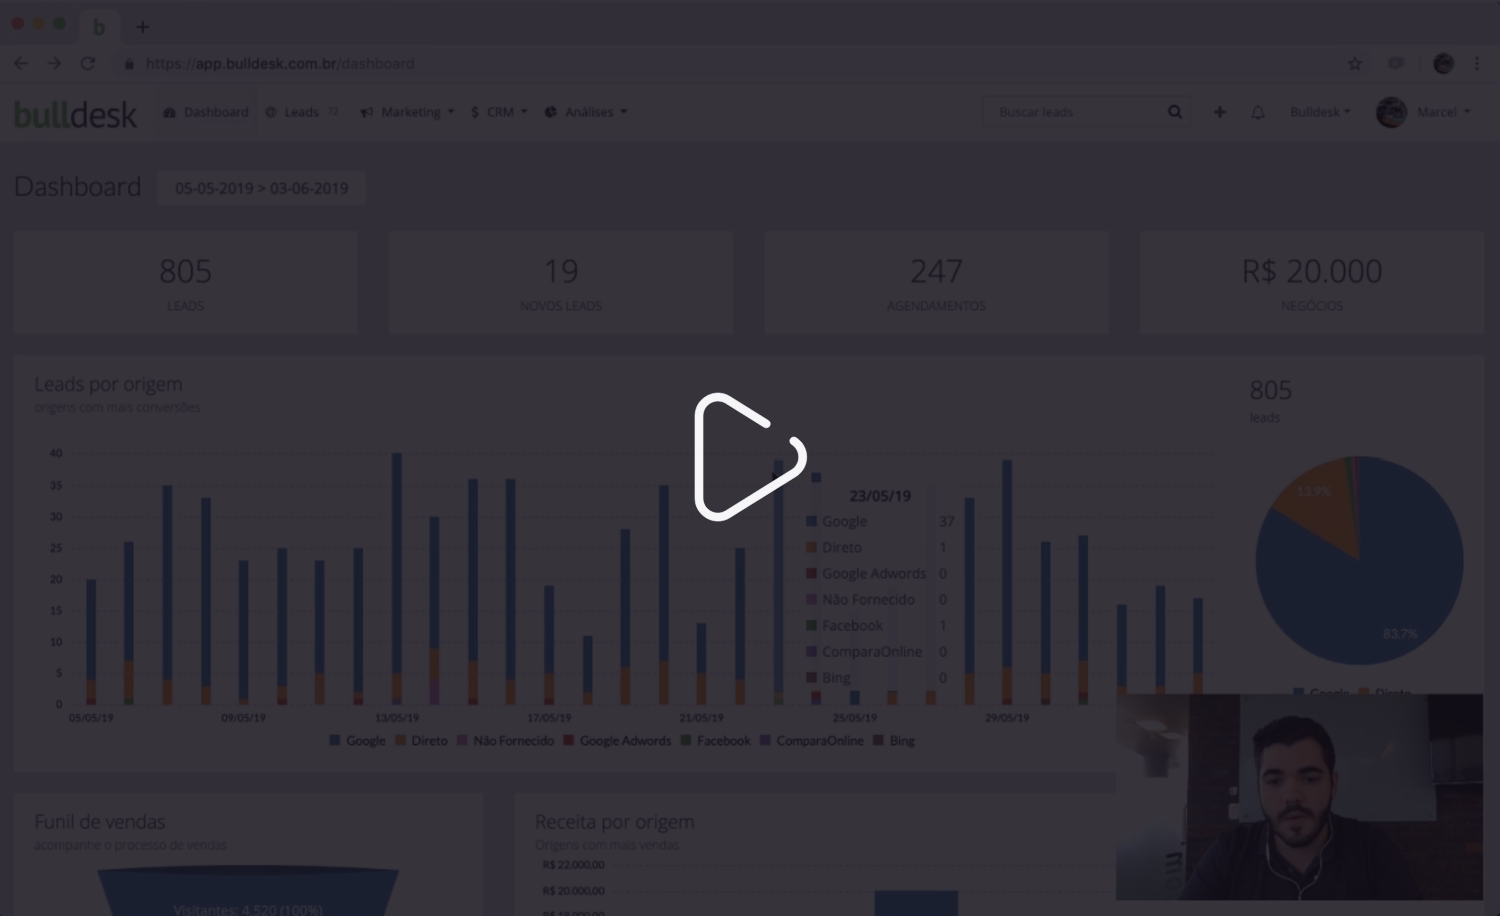 b
https://app.bulldesk.com.br/dashboard
bulldesk Dashboard Leads 72 Marketing $ CRM Análises Buscar leads Bulldesk Marcel
Dashboard 05-05-2019 > 03-06-2019
805 19 247 R$ 20.000
LEADS NOVOS LEADS AGENDAMENTOS NEGÓCIOS
Leads por origem
origens com mais conversões
805
leads
40
35
30
25
20
15
10
5
0
05/05/19 09/05/19 13/05/19 17/05/19 21/05/19 25/05/19 29/05/19
Google Direto Não Fornecido Google Adwords Facebook ComparaOnline Bing
23/05/19
Google 37
Direto 1
Google Adwords 0
Não Fornecido 0
Facebook 1
ComparaOnline 0
Bing 0
13.9%
83.7%
Google Direto
Funil de vendas
acompanhe o processo de vendas
Visitantes: 4.520 (100%)
Receita por origem
Origens com mais vendas
R$ 22.000,00
R$ 20.000,00
R$ 18.000,00